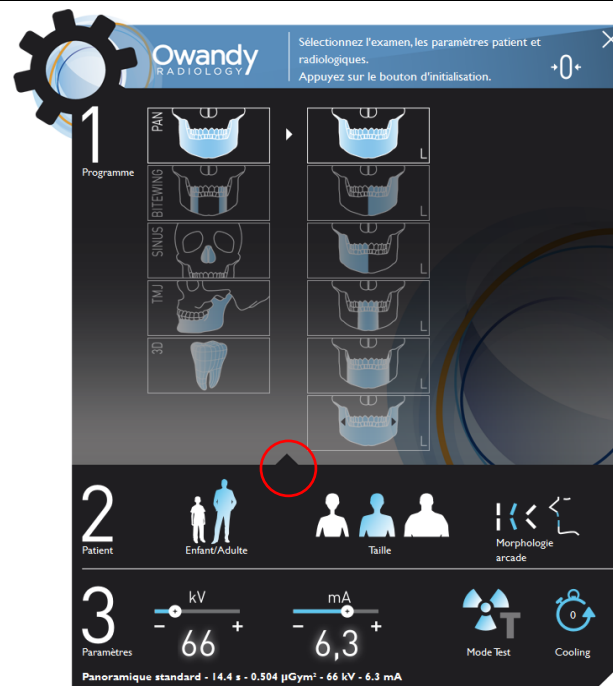 Owandy
RADIOLOGY
Sélectionnez l'examen, les paramètres patient et
radiologiques.
Appuyez sur le bouton d'initialisation.
0
1
Programme
PAN
L
BITEWING
L
SINUS
L
TMJ
L
3D
L
L
2
Patient
Enfant/Adulte
Taille
Morphologie
arcade
3
Paramètres
kV
- +
66
mA
- +
6,3
T
Mode Test
0
Cooling
Panoramique standard - 14.4 s - 0.504 µGym² - 66 kV - 6.3 mA